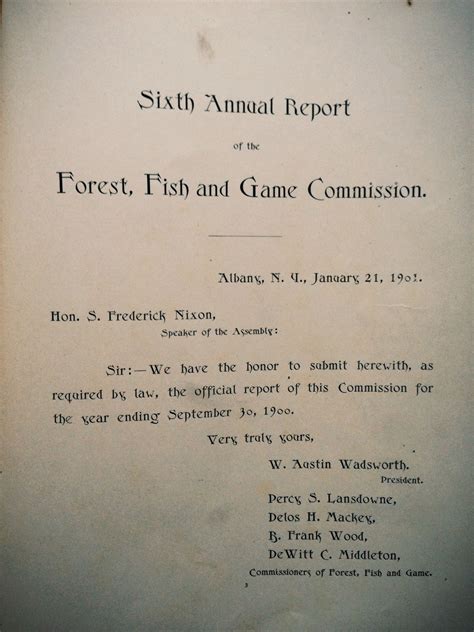 Sixth Annual Report
of the
Forest, Fish and Game Commission.
Albany, N. Y., January 21, 1901.
Hon. S. Frederick Nixon,
Speaker of the Assembly:
Sir:—We have the honor to submit herewith, as
required by law, the official report of this Commission for
the year ending September 30, 1900.
Very truly yours,
W. Austin Wadsworth.
President.
Percy S. Lansdowne,
Delos H. Mackey,
B. Frank Wood,
DeWitt C. Middleton,
Commissioners of Forest, Fish and Game.